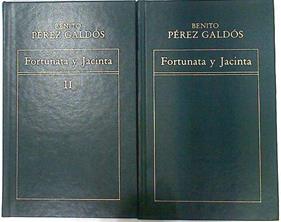 BENITO
PÉREZ GALDÓS
Fortunata y Jacinta
II
BENITO
PÉREZ GALDÓS
Fortunata y Jacinta